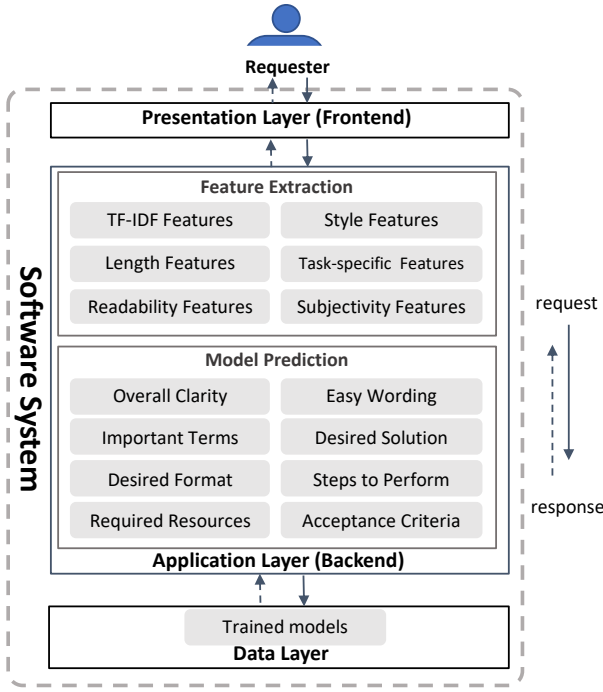 Requester
Presentation Layer (Frontend)
Feature Extraction
TF-IDF Features
Style Features
Length Features
Task-specific Features
Readability Features
Subjectivity Features
Software System
Model Prediction
Overall Clarity
Easy Wording
Important Terms
Desired Solution
Desired Format
Steps to Perform
Required Resources
Acceptance Criteria
Application Layer (Backend)
Trained models
Data Layer
request
response